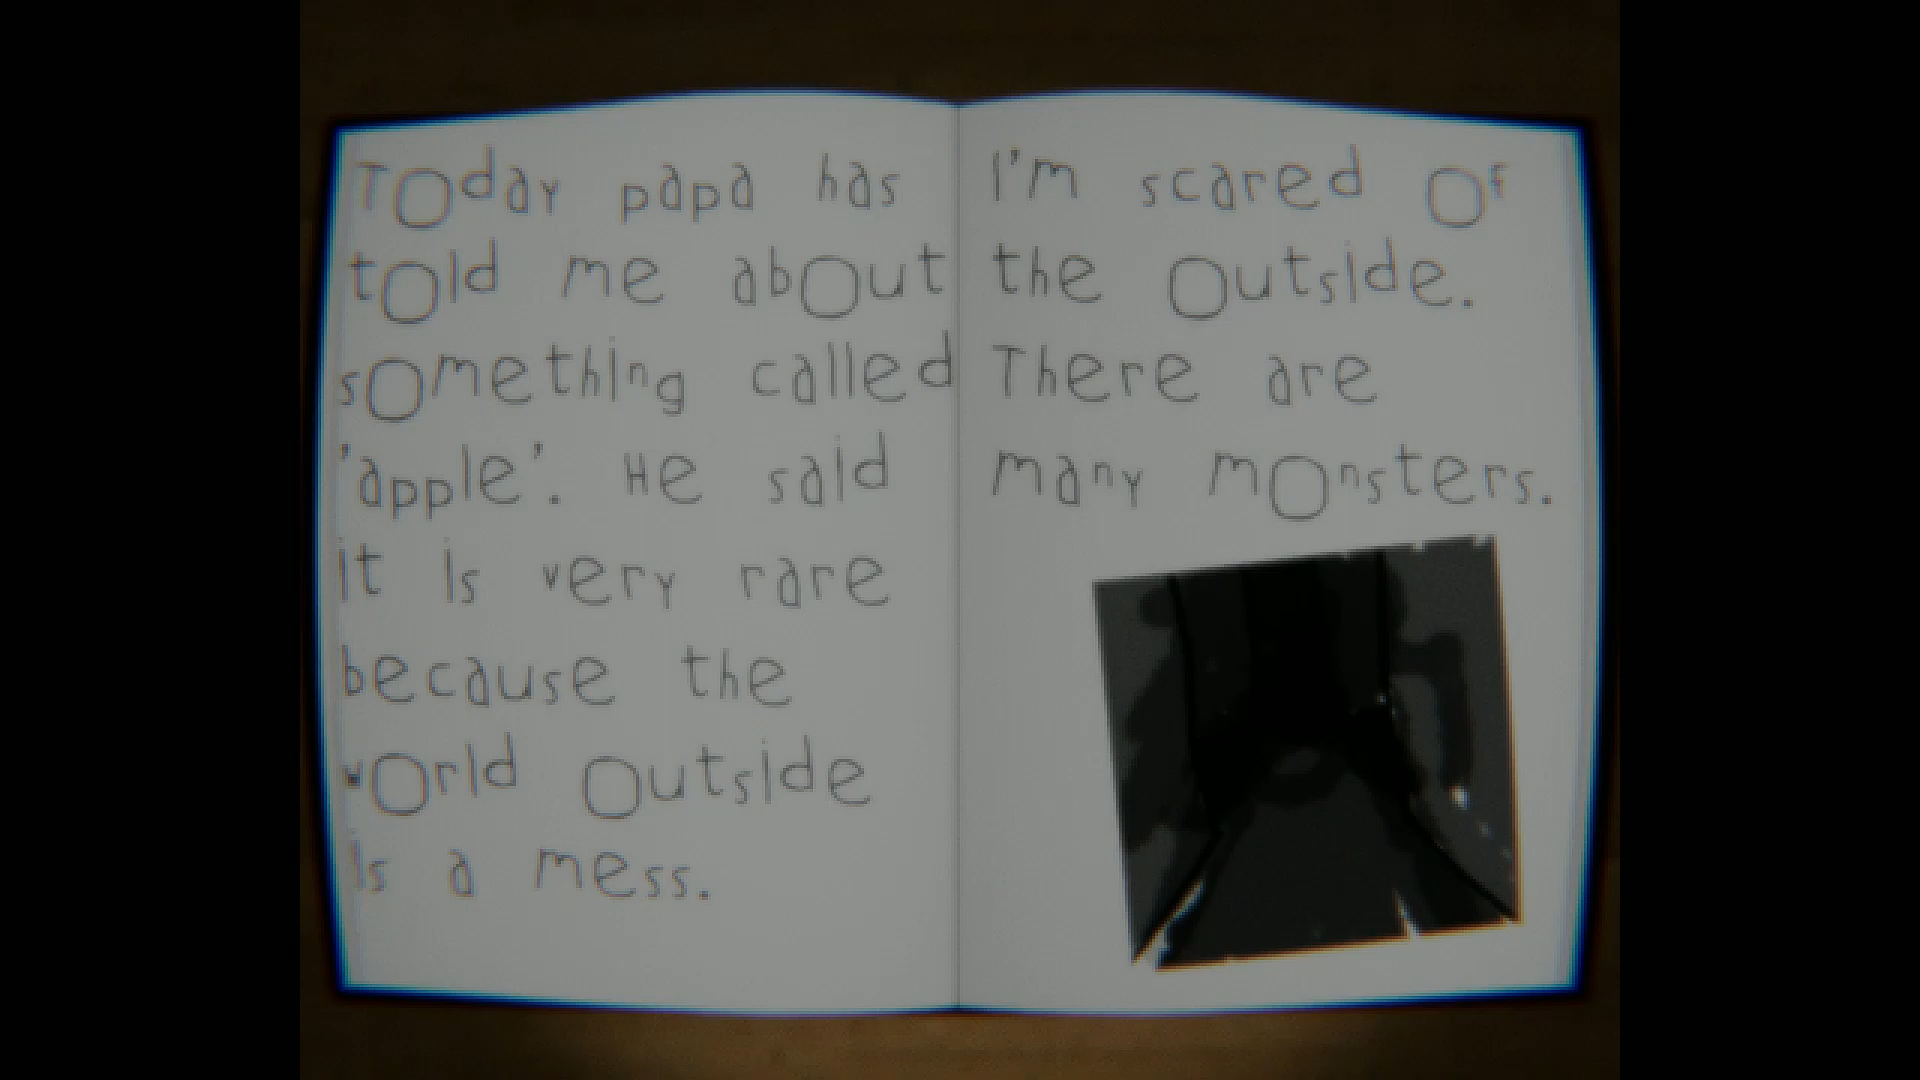 Today papa has
told me about
something called
'apple'. He said
it is very rare
because the
world outside
is a mess.
I'm scared of
the outside.
There are
many monsters.